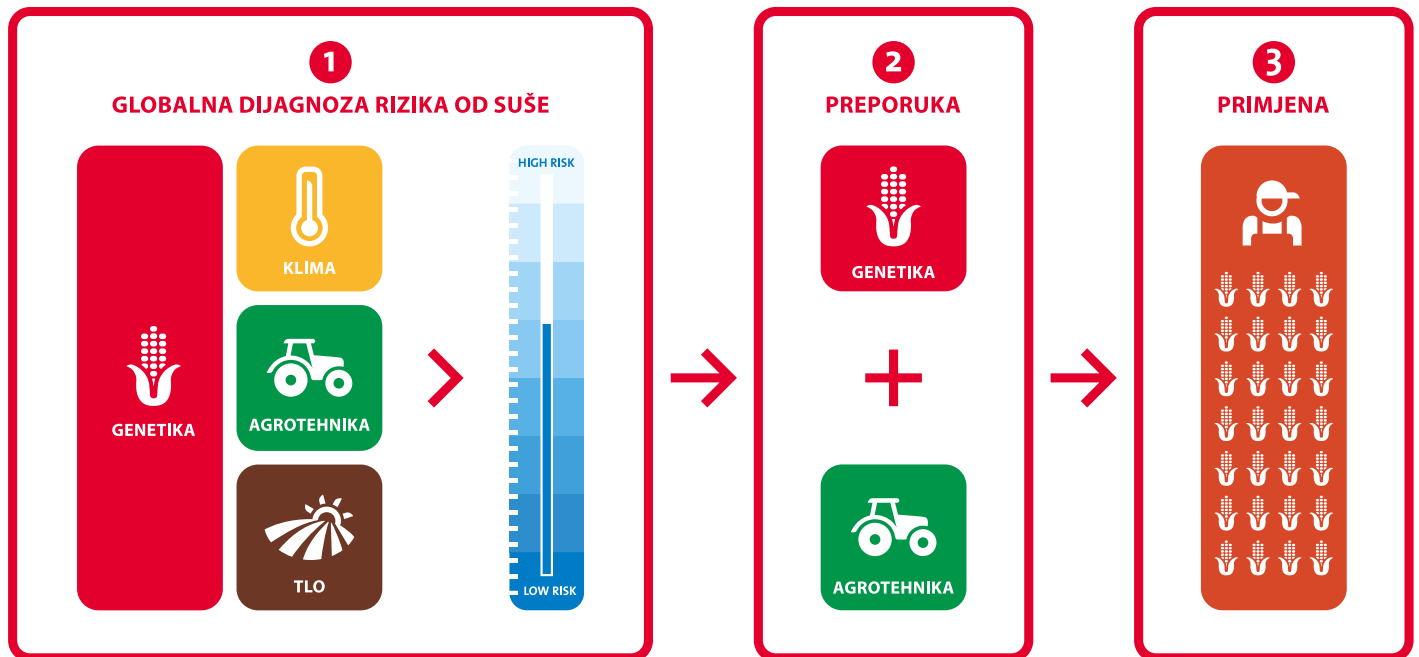 1
GLOBALNA DIJAGNOZA RIZIKA OD SUŠE
GENETIKA
KLIMA
AGROTEHNIKA
TLO
HIGH RISK
LOW RISK
2
PREPORUKA
GENETIKA
+
AGROTEHNIKA
3
PRIMJENA